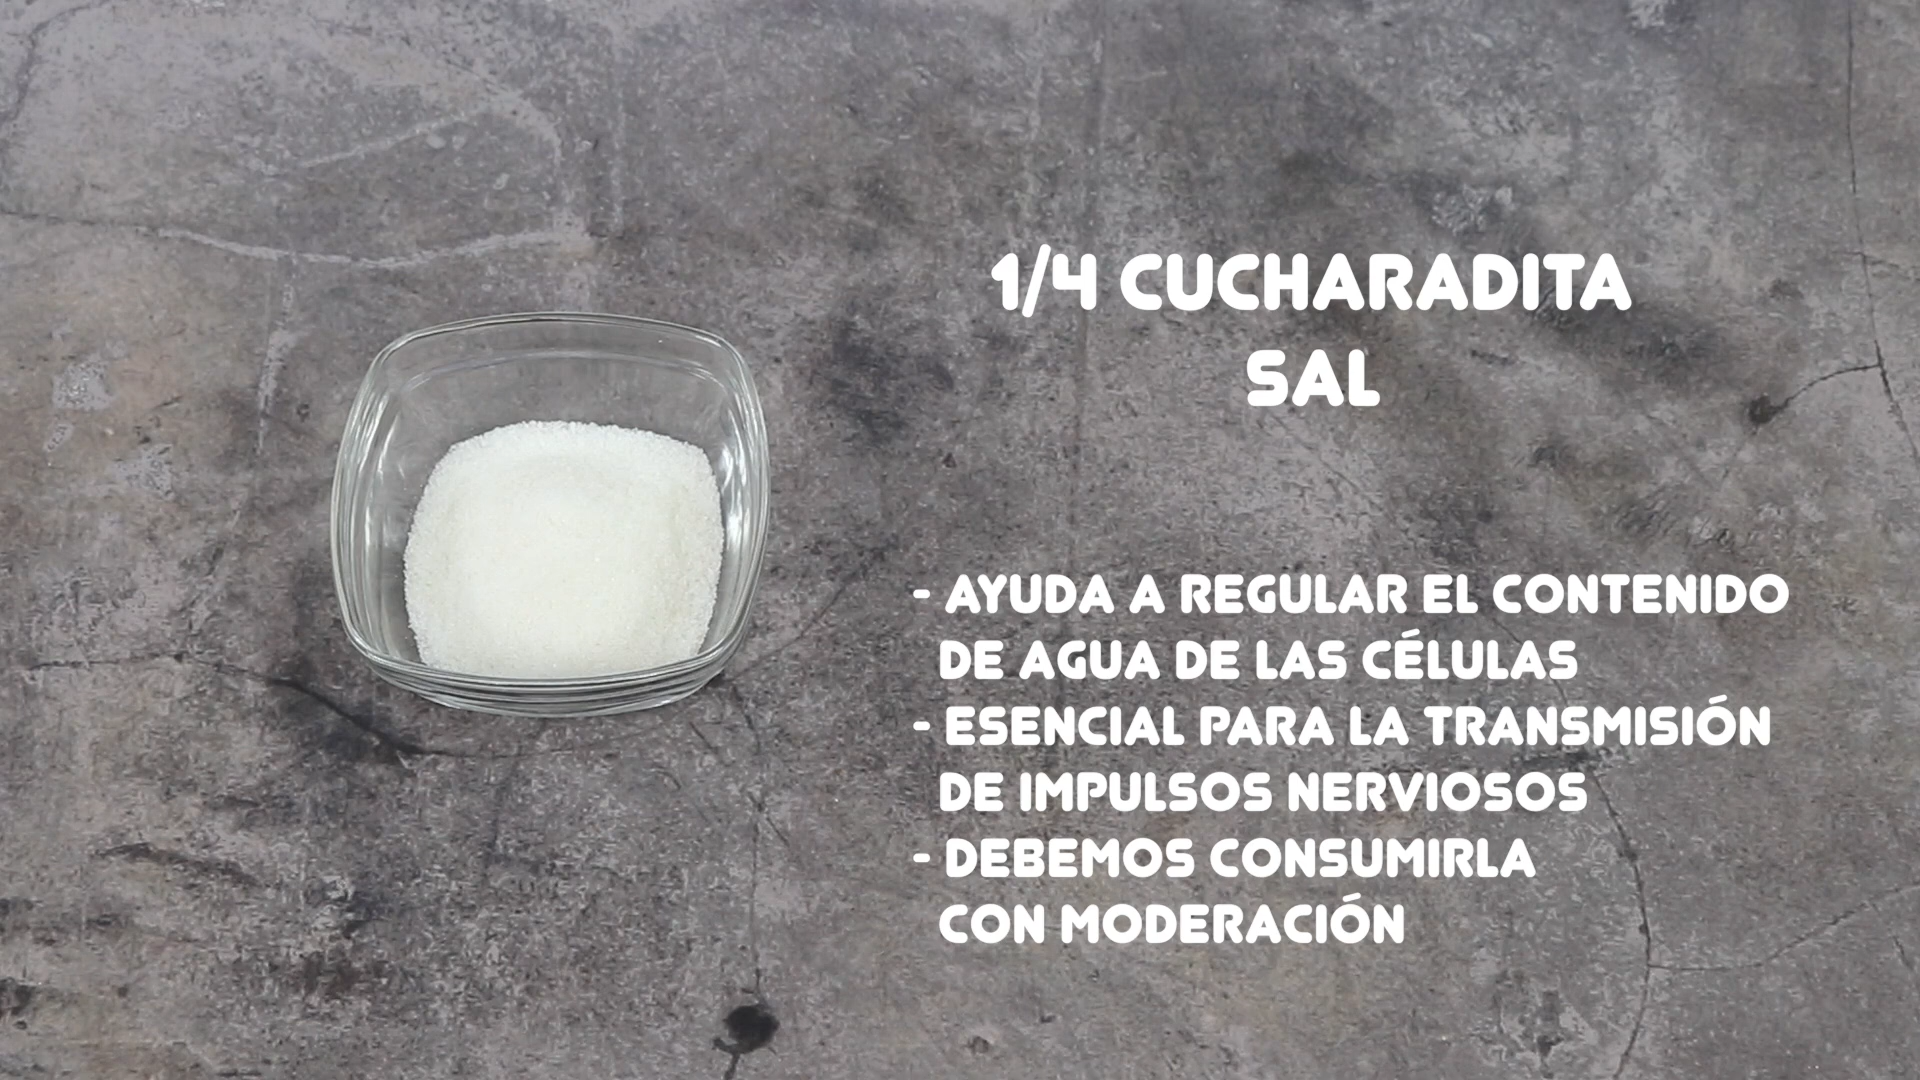 1/4 CUCHARADITA
SAL
- AYUDA A REGULAR EL CONTENIDO
DE AGUA DE LAS CÉLULAS
- ESENCIAL PARA LA TRANSMISIÓN
DE IMPULSOS NERVIOSOS
- DEBEMOS CONSUMIRLA
CON MODERACIÓN